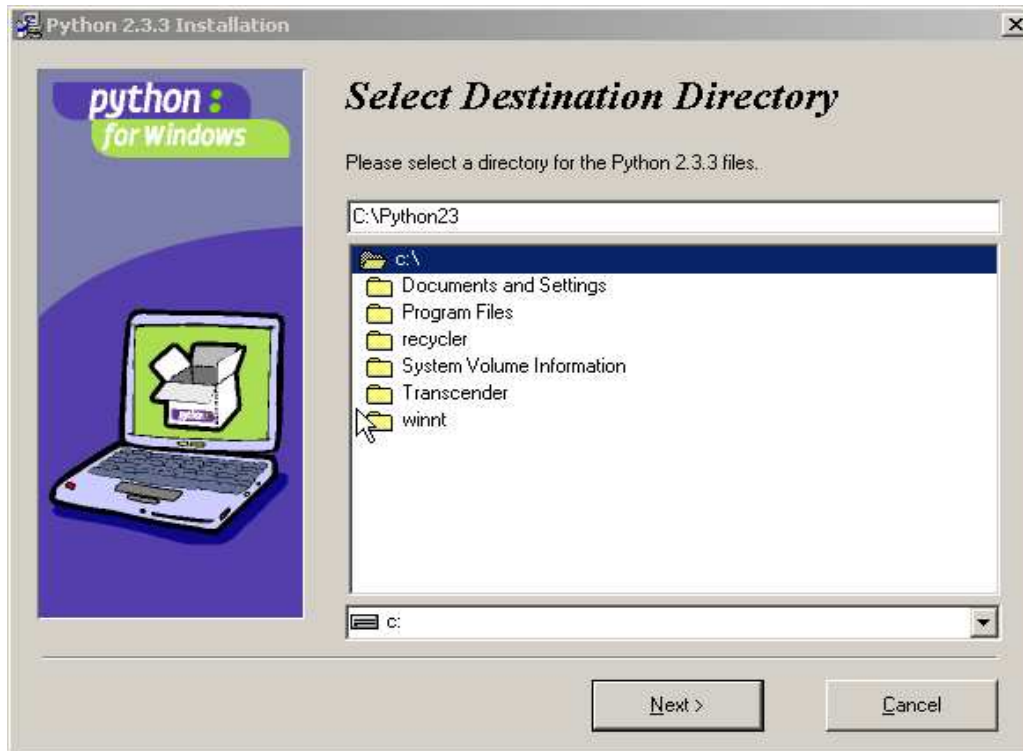 Python 2.3.3 Installation
python:
for Windows
Select Destination Directory
Please select a directory for the Python 2.3.3 files.
C:\Python23
c:\
Documents and Settings
Program Files
recycler
System Volume Information
Transcender
winnt
python:
c:
Next >
Cancel